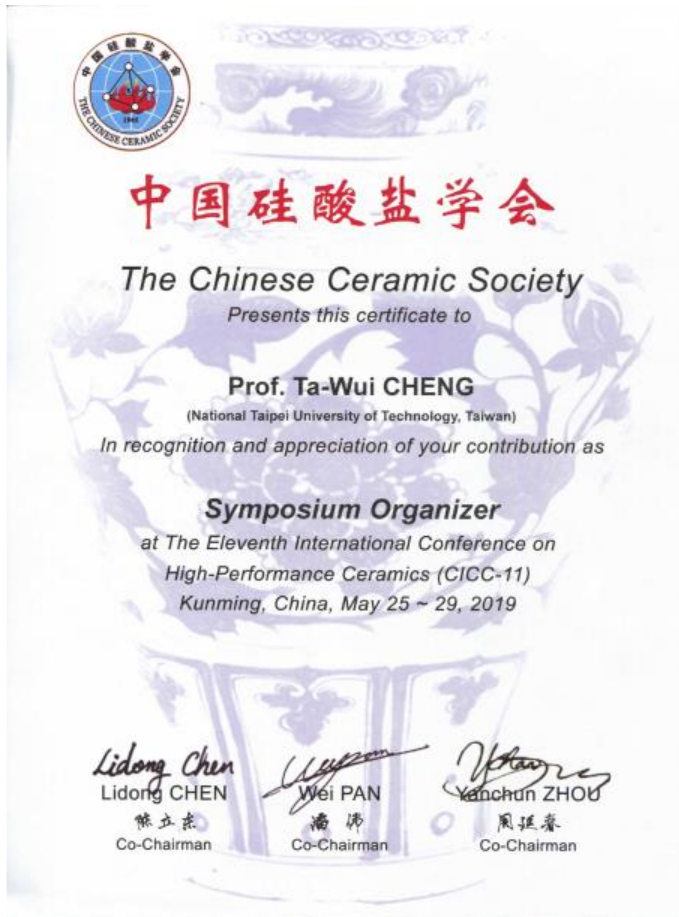 中国硅酸盐学会
THE CHINESE CERAMIC SOCIETY
1945
中国硅酸盐学会
The Chinese Ceramic Society
Presents this certificate to
Prof. Ta-Wui CHENG
(National Taipei University of Technology, Taiwan)
In recognition and appreciation of your contribution as
Symposium Organizer
at The Eleventh International Conference on
High-Performance Ceramics (CICC-11)
Kunming, China, May 25 ~ 29, 2019
Lidong Chen
Lidong CHEN Wei PAN Yanchun ZHOU
陈立东 潘伟 周延春
Co-Chairman Co-Chairman Co-Chairman